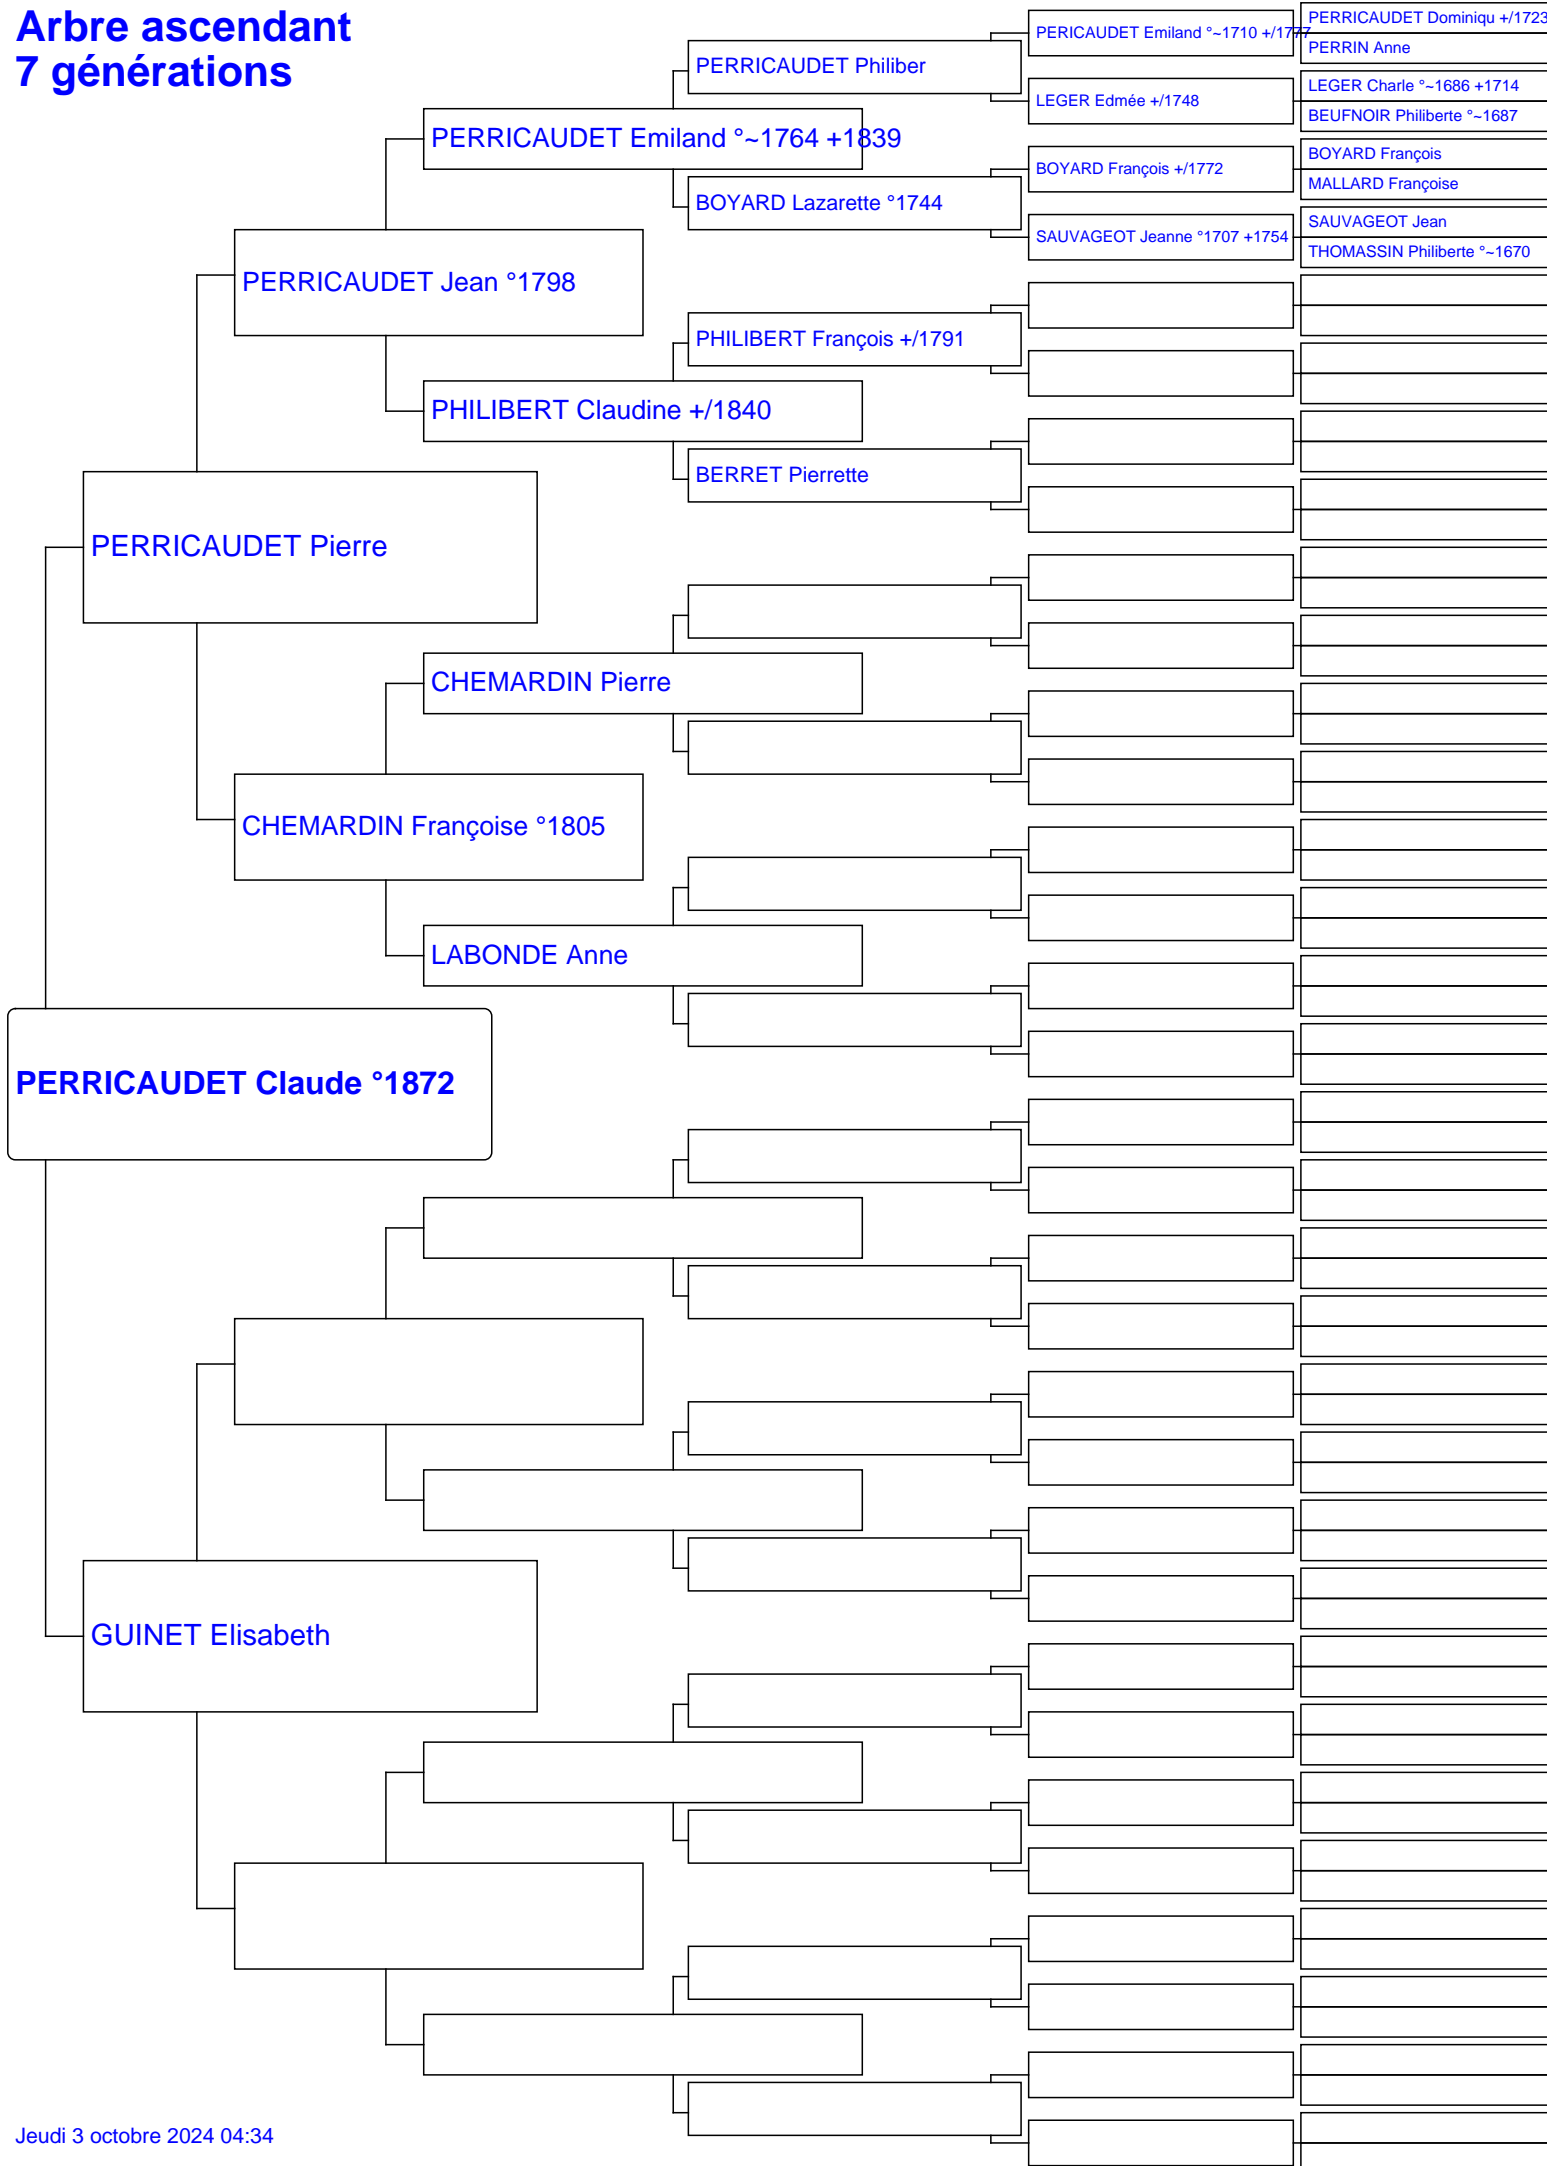 Arbre ascendant
7 générations
PERRICAUDET Dominiqu +/1723
PERICAUDET Emiland °~1710 +/1777
PERRIN Anne
PERRICAUDET Philiber
LEGER Charle °~1686 +1714
LEGER Edmée +/1748
BEUFNOIR Philiberte °~1687
PERRICAUDET Emiland °~1764 +1839
BOYARD François
BOYARD François +/1772
MALLARD Françoise
BOYARD Lazarette °1744
SAUVAGEOT Jean
SAUVAGEOT Jeanne °1707 +1754
THOMASSIN Philiberte °~1670
PERRICAUDET Jean °1798
PHILIBERT François +/1791
PHILIBERT Claudine +/1840
BERRET Pierrette
PERRICAUDET Pierre
CHEMARDIN Pierre
CHEMARDIN Françoise °1805
LABONDE Anne
PERRICAUDET Claude °1872
GUINET Elisabeth
Jeudi 3 octobre 2024 04:34